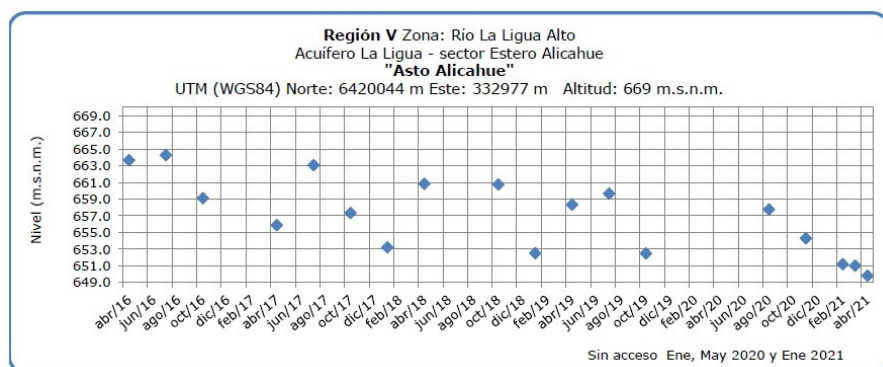 Región V Zona: Río La Ligua Alto
Acuífero La Ligua - sector Estero Alicahue
"Asto Alicahue"
UTM (WGS84) Norte: 6420044 m Este: 332977 m Altitud: 669 m.s.n.m.
Nivel (m.s.n.m.)
669.0
667.0
665.0
663.0
661.0
659.0
657.0
655.0
653.0
651.0
649.0
abr/16 jun/16 ago/16 oct/16 dic/16 feb/17 abr/17 jun/17 ago/17 oct/17 dic/17 feb/18 abr/18 jun/18 ago/18 oct/18 dic/18 feb/19 abr/19 jun/19 ago/19 oct/19 dic/19 feb/20 abr/20 jun/20 ago/20 oct/20 dic/20 feb/21 abr/21
Sin acceso Ene, May 2020 y Ene 2021